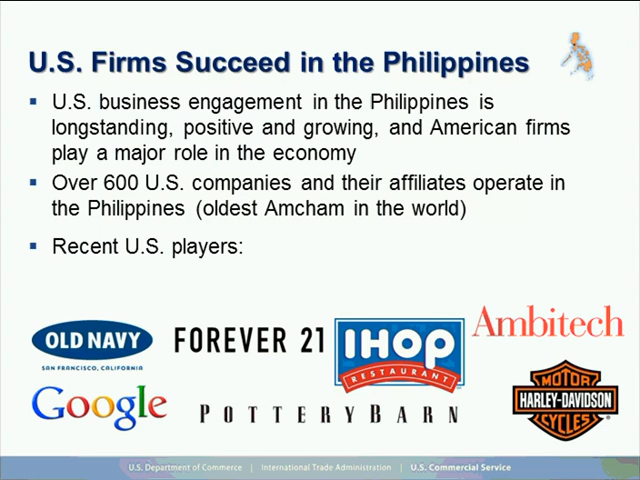 U.S. Firms Succeed in the Philippines
U.S. business engagement in the Philippines is
longstanding, positive and growing, and American firms
play a major role in the economy
Over 600 U.S. companies and their affiliates operate in
the Philippines (oldest Amcham in the world)
Recent U.S. players:
OLD NAVY
SAN FRANCISCO, CALIFORNIA
FOREVER 21
IHOP
RESTAURANT
Ambitech
Google
POTTERY BARN
MOTOR
HARLEY-DAVIDSON
CYCLES
U.S. Department of Commerce | International Trade Administration | U.S. Commercial Service